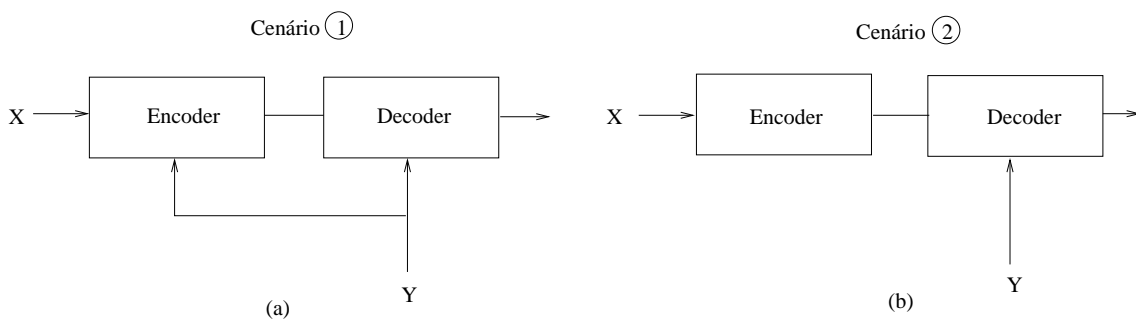 Cenário 1
X
Encoder
Decoder
Y
(a)
Cenário 2
X
Encoder
Decoder
Y
(b)